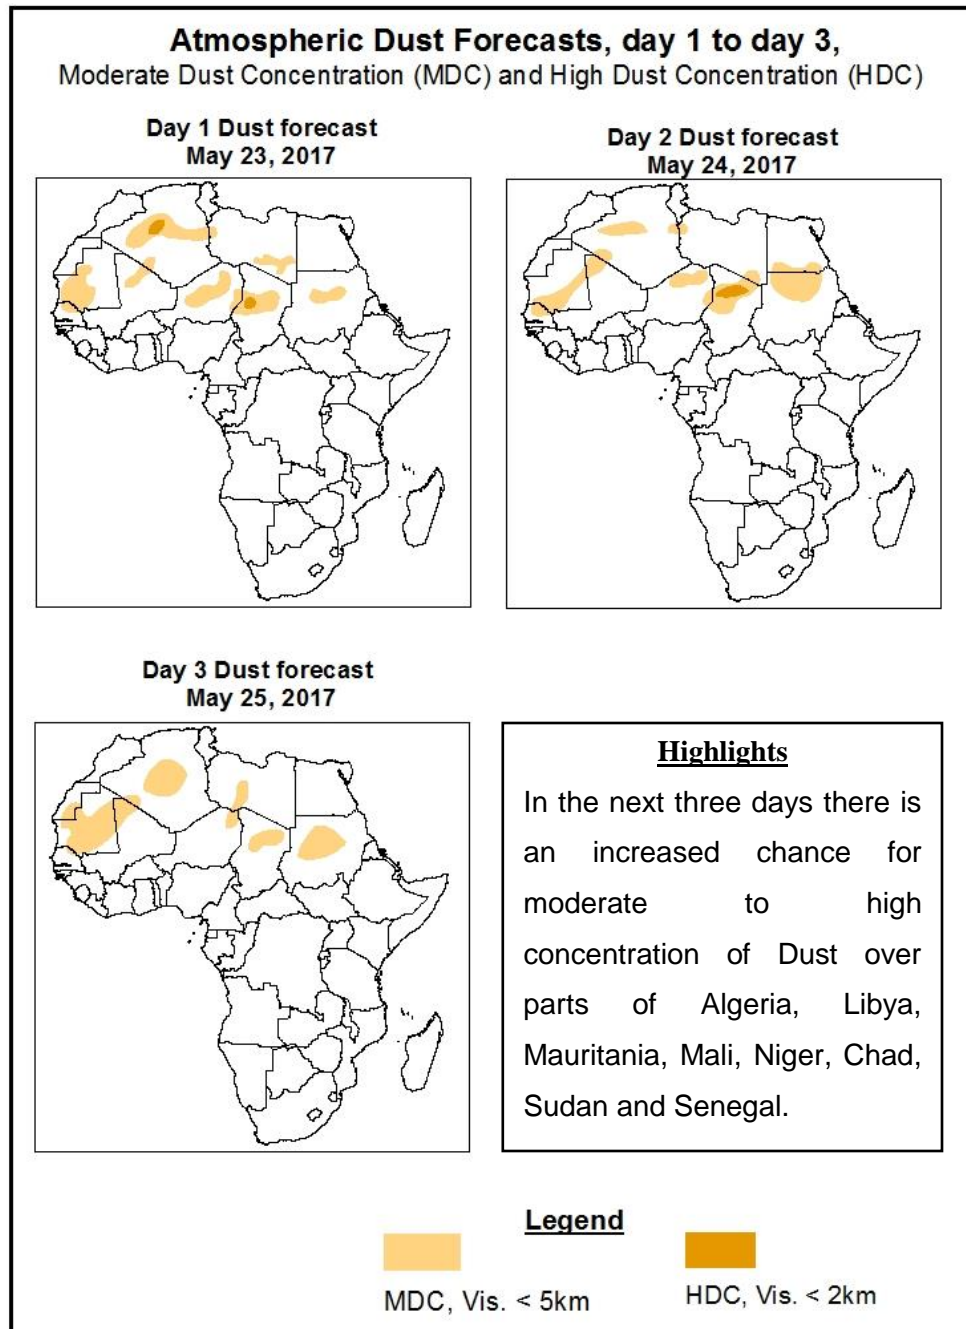 Atmospheric Dust Forecasts, day 1 to day 3,
Moderate Dust Concentration (MDC) and High Dust Concentration (HDC)
Day 1 Dust forecast
May 23, 2017
Day 2 Dust forecast
May 24, 2017
Day 3 Dust forecast
May 25, 2017
Highlights
In the next three days there is
an increased chance for
moderate to high
concentration of Dust over
parts of Algeria, Libya,
Mauritania, Mali, Niger, Chad,
Sudan and Senegal.
Legend
MDC, Vis. < 5km
HDC, Vis. < 2km